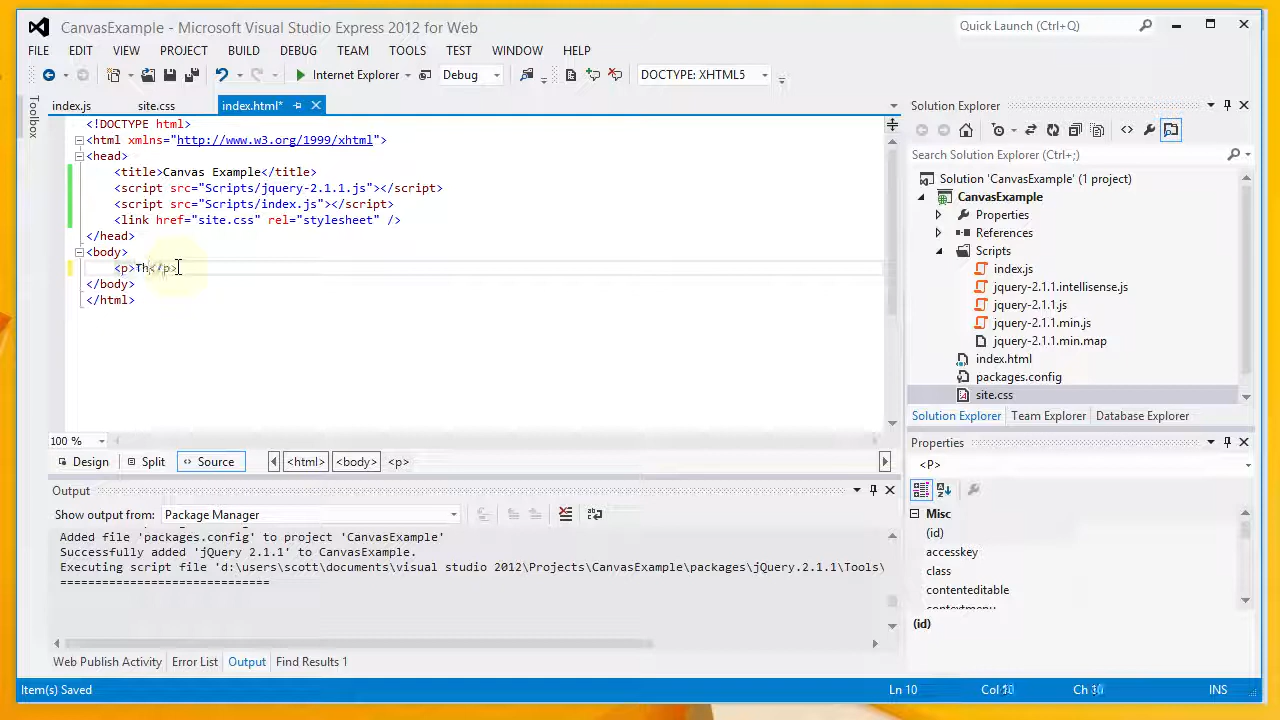 CanvasExample - Microsoft Visual Studio Express 2012 for Web
Quick Launch (Ctrl+Q)
FILE EDIT VIEW PROJECT BUILD DEBUG TEAM TOOLS TEST WINDOW HELP
Internet Explorer Debug DOCTYPE: XHTML5
Toolbox
index.js site.css index.html*
<!DOCTYPE html>
<html xmlns="http://www.w3.org/1999/xhtml">
<head>
<title>Canvas Example</title>
<script src="Scripts/jquery-2.1.1.js"></script>
<script src="Scripts/index.js"></script>
<link href="site.css" rel="stylesheet" />
</head>
<body>
<p>Th</p>
</body>
</html>
100 %
Design Split Source <html> <body> <p>
Output
Show output from: Package Manager
Added file 'packages.config' to project 'CanvasExample'
Successfully added 'jQuery 2.1.1' to CanvasExample.
Executing script file 'd:\users\scott\documents\visual studio 2012\Projects\CanvasExample\packages\jQuery.2.1.1\Tools\
==============================
Web Publish Activity Error List Output Find Results 1
Solution Explorer
Search Solution Explorer (Ctrl+;)
Solution 'CanvasExample' (1 project)
CanvasExample
Properties
References
Scripts
index.js
jquery-2.1.1.intellisense.js
jquery-2.1.1.js
jquery-2.1.1.min.js
jquery-2.1.1.min.map
index.html
packages.config
site.css
Solution Explorer Team Explorer Database Explorer
Properties
<P>
Misc
(id)
accesskey
class
contenteditable
contextmenu
(id)
Item(s) Saved Ln 10 Col Ch INS